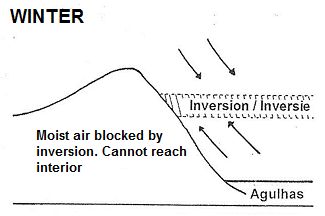 WINTER
Inversion / Inversie
Moist air blocked by
inversion. Cannot reach
interior
Agulhas